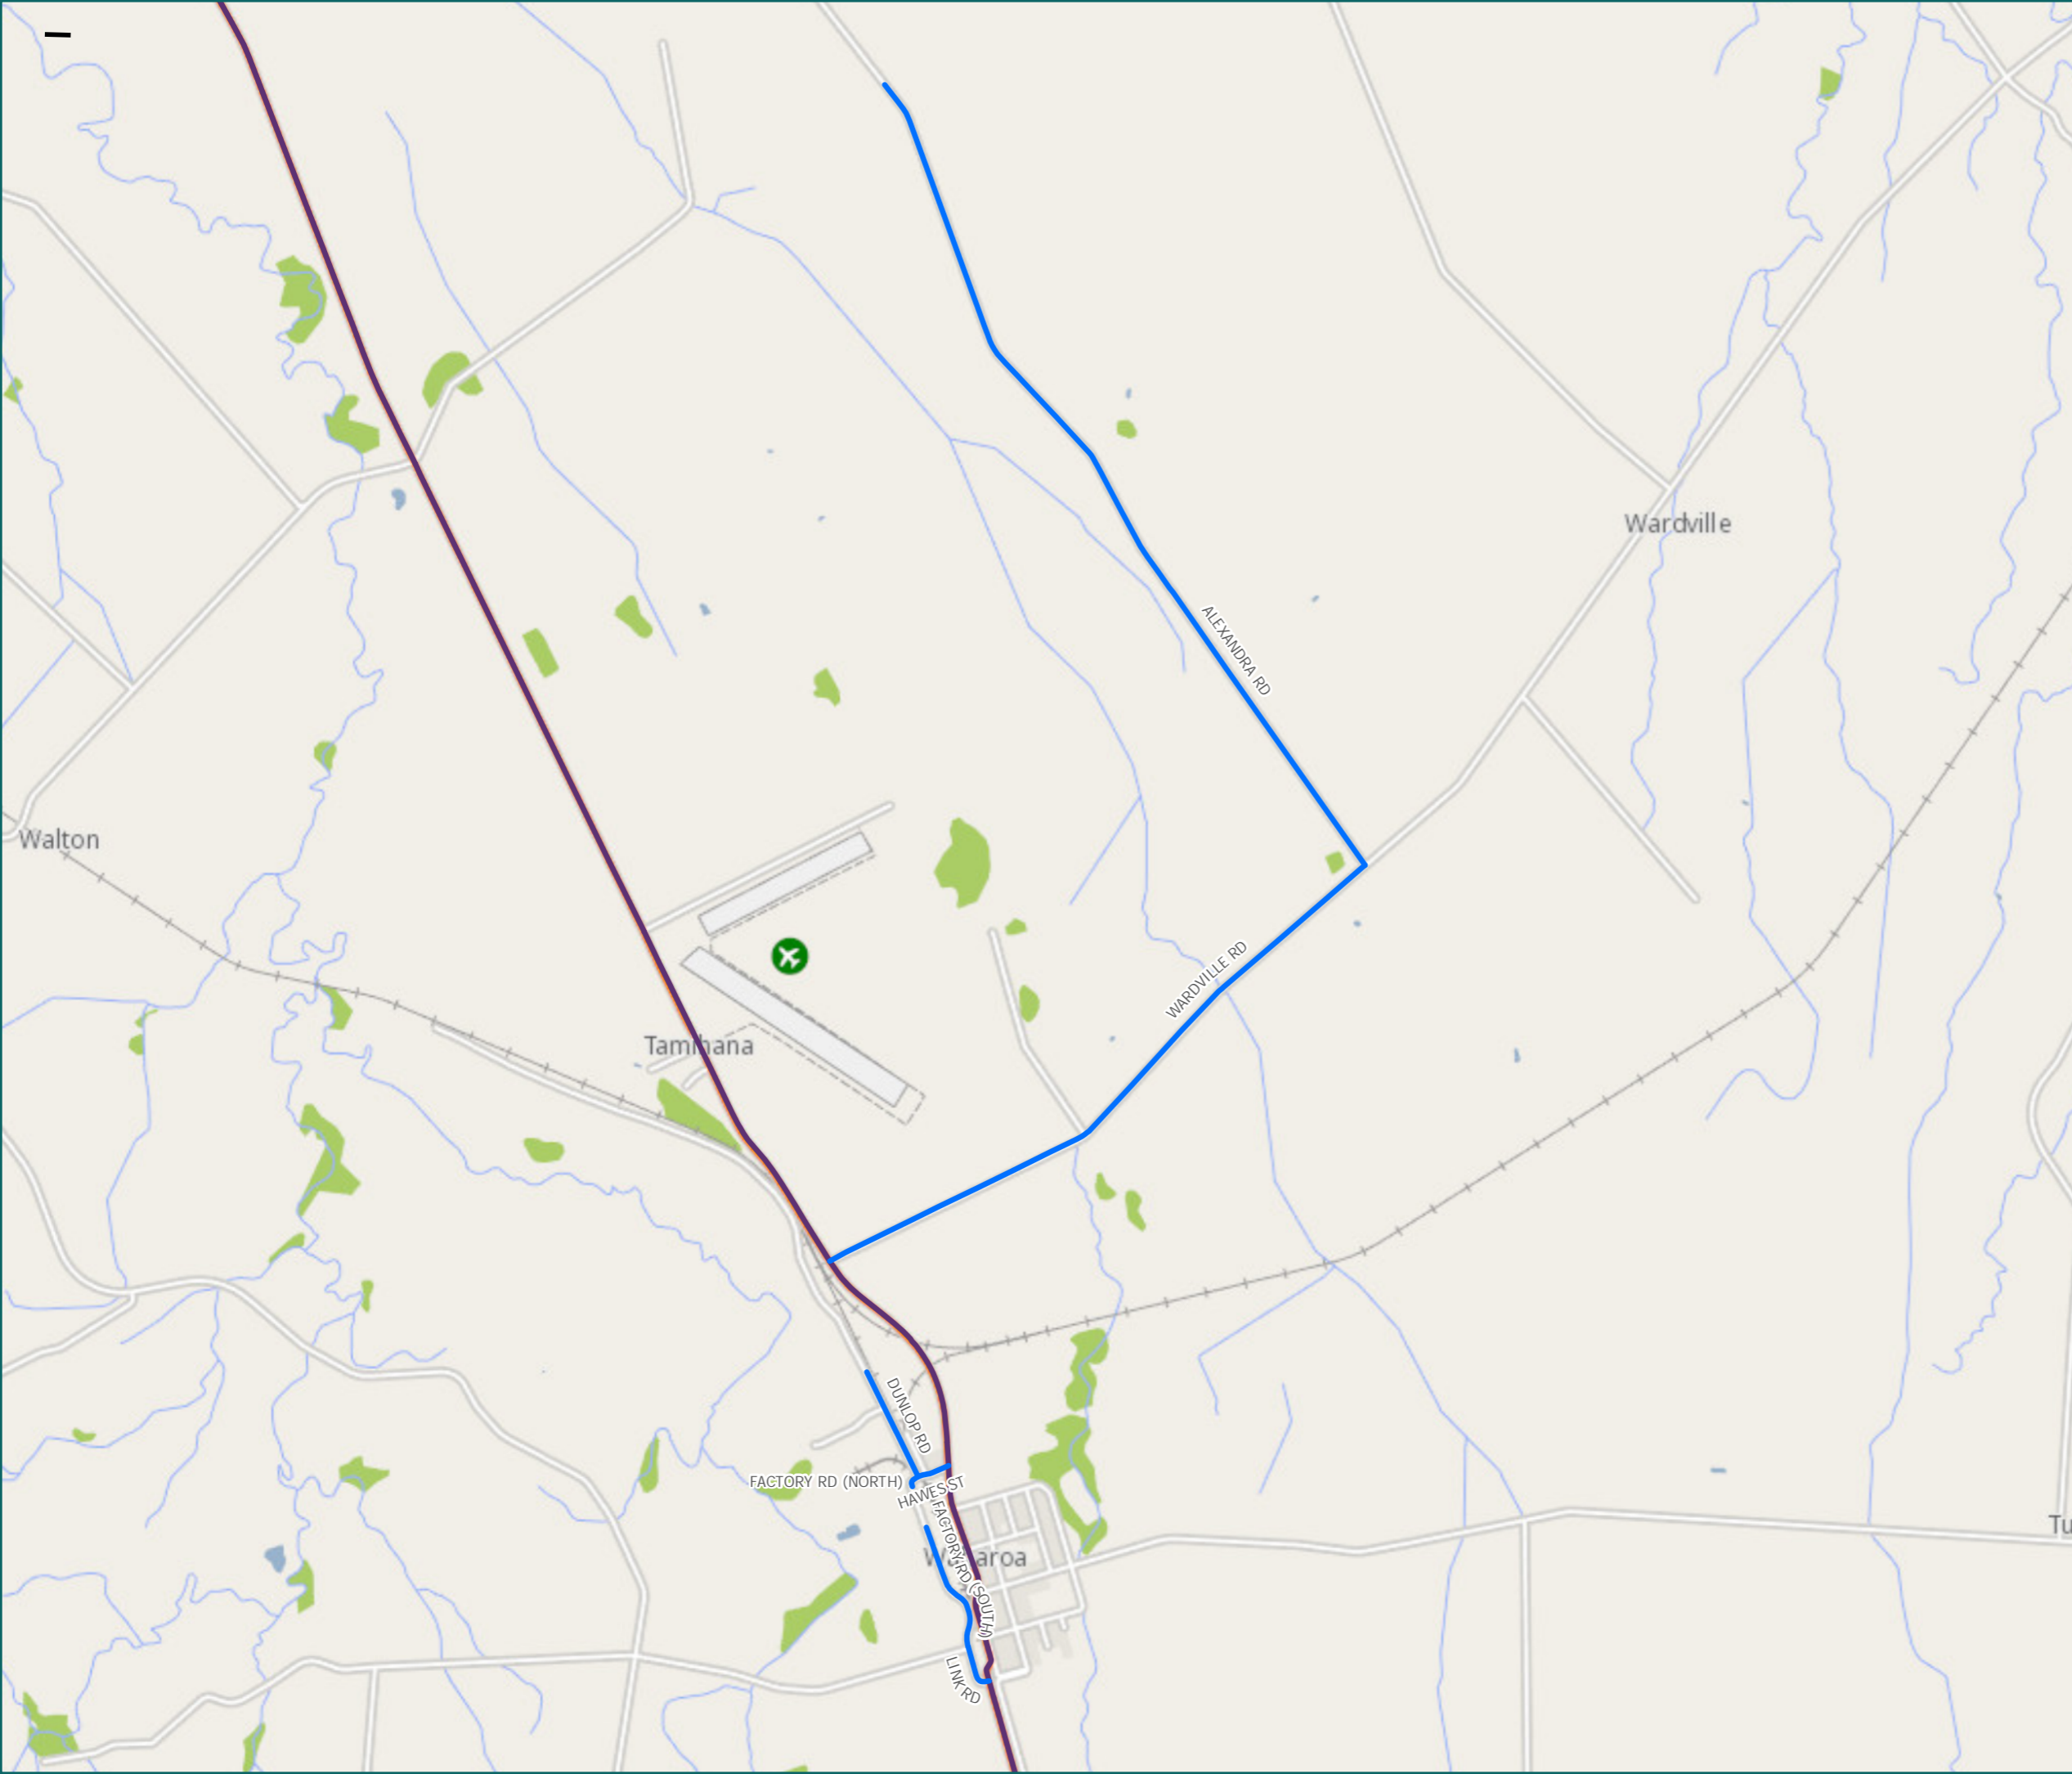 Wardville
ALEXANDRA RD
Walton
WARDVILLE RD
Tamihana
DUNLOP RD
FACTORY RD (NORTH)
HAWES ST
FACTORY RD (SOUTH)
LINK RD
Tu